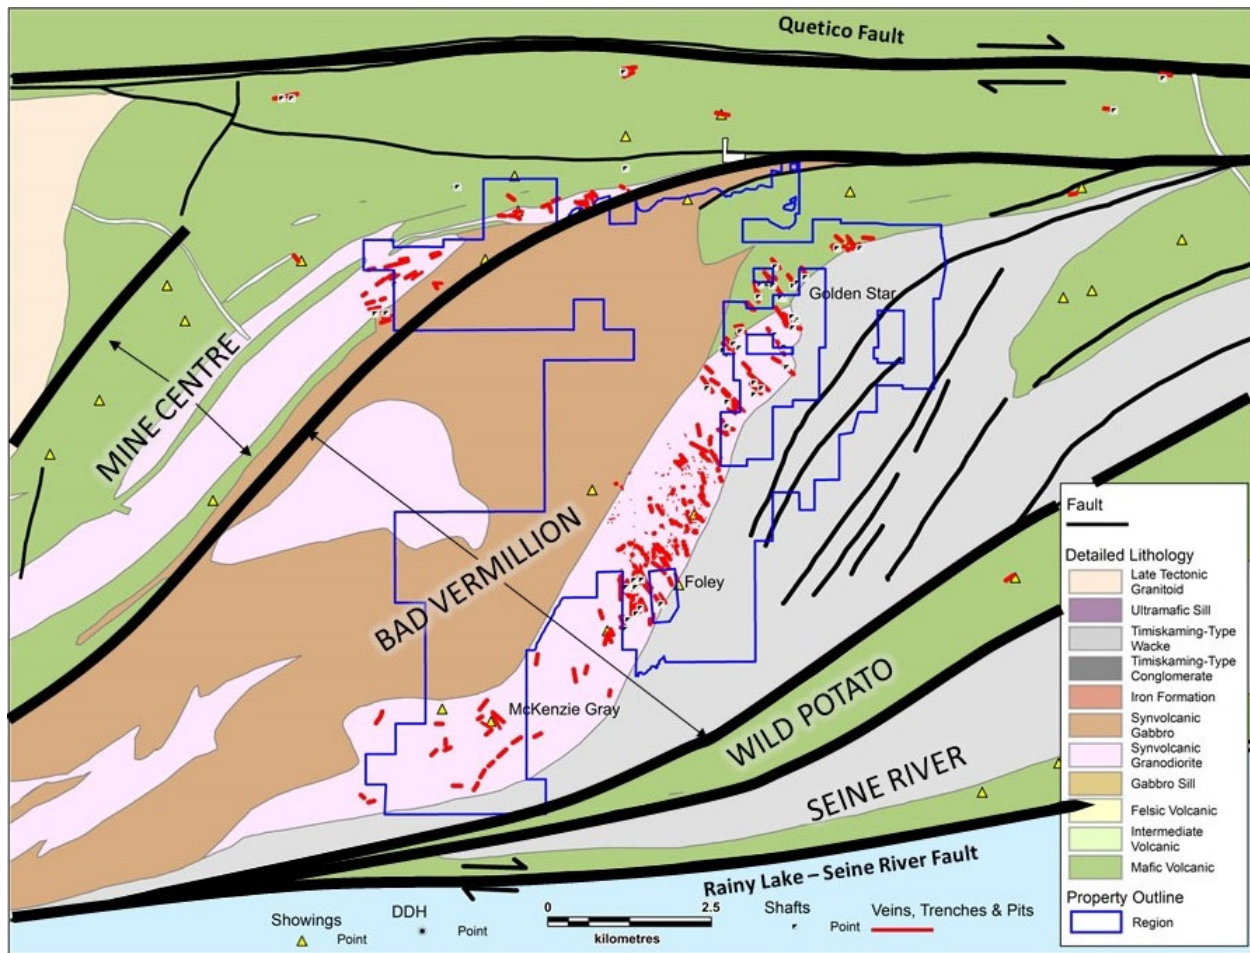 Quetico Fault
Golden Star
MINE CENTRE
BAD VERMILLION
Foley
McKenzie Gray
WILD POTATO
SEINE RIVER
Rainy Lake – Seine River Fault
Fault
Detailed Lithology
Late Tectonic
Granitoid
Ultramafic Sill
Timiskaming-Type
Wacke
Timiskaming-Type
Conglomerate
Iron Formation
Synvolcanic
Gabbro
Synvolcanic
Granodiorite
Gabbro Sill
Felsic Volcanic
Intermediate
Volcanic
Mafic Volcanic
Property Outline
Region
Showings
Point
DDH
Point
0 2.5
kilometres
Shafts
Point
Veins, Trenches & Pits